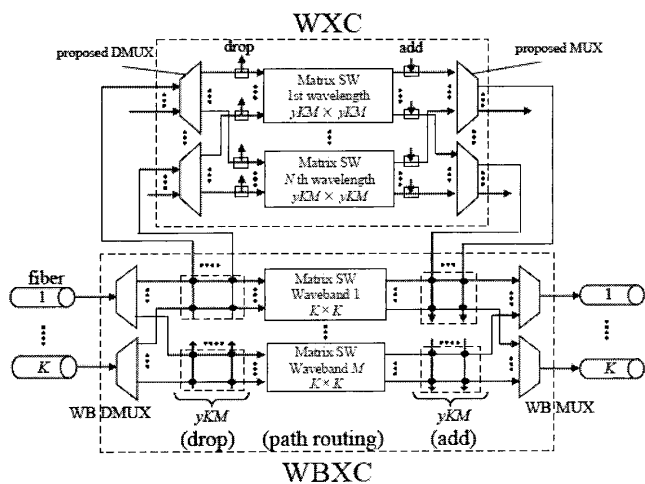 WXC
proposed DMUX
drop
add
proposed MUX
Matrix SW
1st wavelength
yKM × yKM
Matrix SW
Nth wavelength
yKM × yKM
fiber
1
K
Matrix SW
Waveband 1
K×K
Matrix SW
Waveband M
K×K
1
K
WB DMUX
WB MUX
yKM
yKM
(drop)
(path routing)
(add)
WBXC